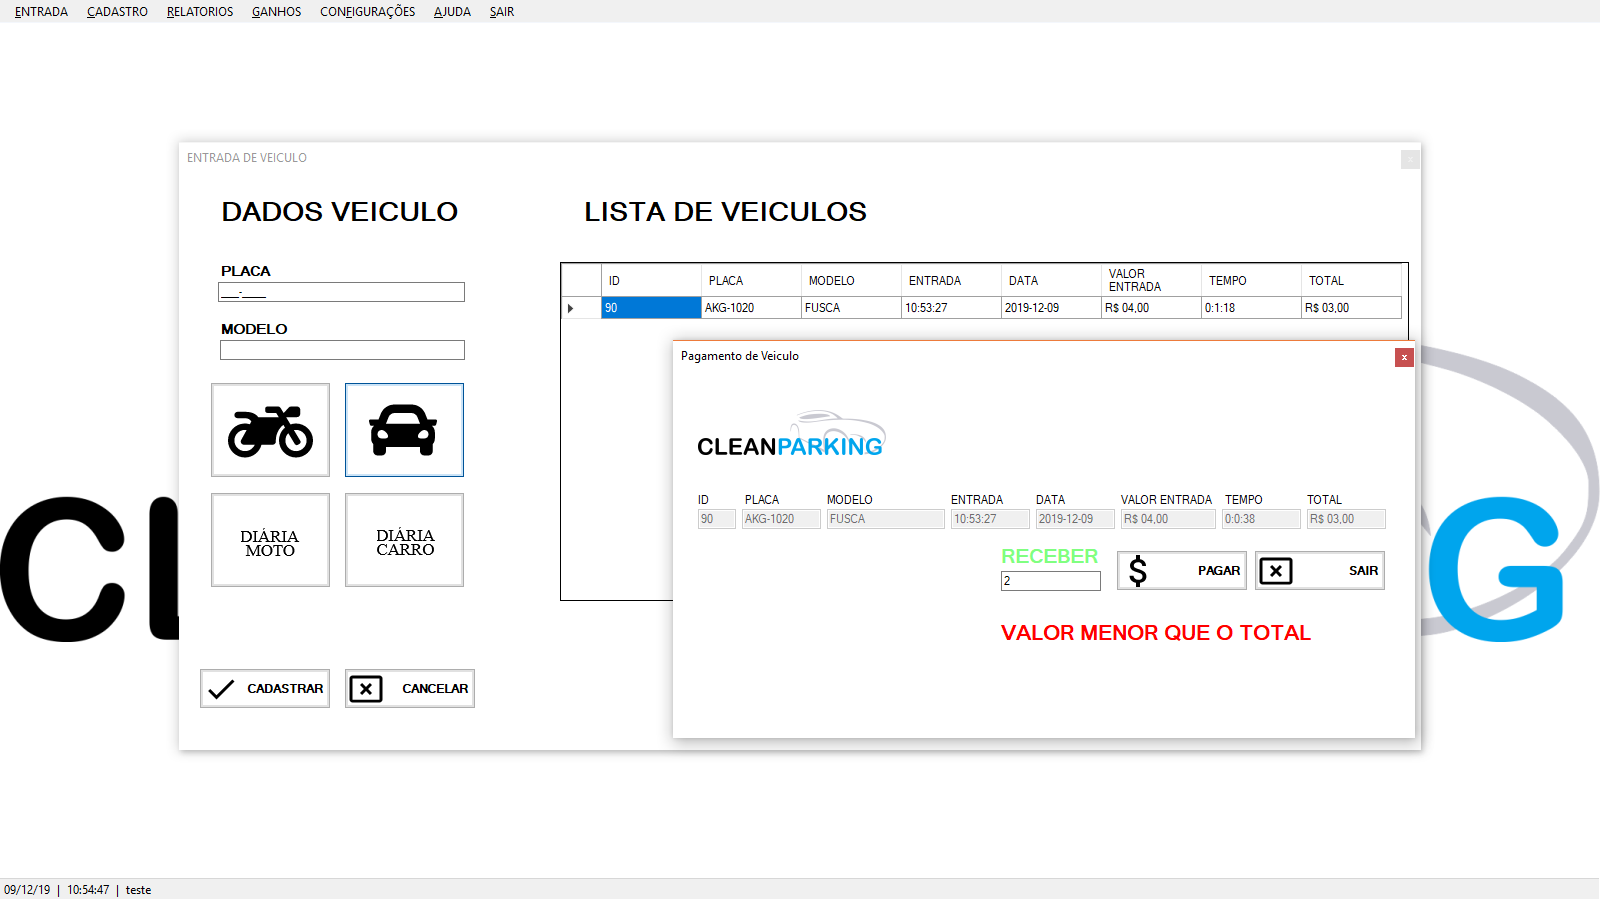 ENTRADA CADASTRO RELATORIOS GANHOS CONFIGURAÇÕES AJUDA SAIR
ENTRADA DE VEICULO x
DADOS VEICULO
PLACA
___-____
MODELO
DIÁRIA
MOTO
DIÁRIA
CARRO
CADASTRAR CANCELAR
LISTA DE VEICULOS
ID PLACA MODELO ENTRADA DATA VALOR ENTRADA TEMPO TOTAL
90 AKG-1020 FUSCA 10:53:27 2019-12-09 R$ 04,00 0:1:18 R$ 03,00
Pagamento de Veiculo x
CLEANPARKING
ID PLACA MODELO ENTRADA DATA VALOR ENTRADA TEMPO TOTAL
90 AKG-1020 FUSCA 10:53:27 2019-12-09 R$ 04,00 0:0:38 R$ 03,00
RECEBER
2
$ PAGAR SAIR
VALOR MENOR QUE O TOTAL
G
09/12/19 | 10:54:47 | teste